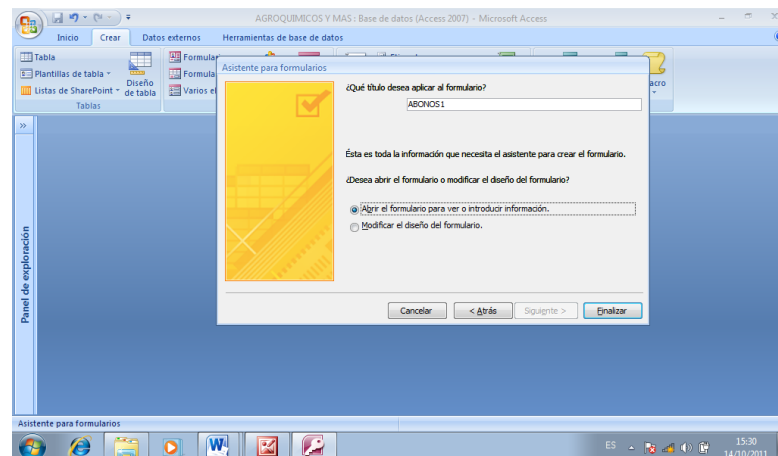 AGROQUIMICOS Y MAS : Base de datos (Access 2007) - Microsoft Access
Inicio Crear Datos externos Herramientas de base de datos
Tabla
Plantillas de tabla
Listas de SharePoint
Diseño de tabla
Tablas
Varios
Asistente para formularios
¿Qué título desea aplicar al formulario?
ABONOS1
Ésta es toda la información que necesita el asistente para crear el formulario.
¿Desea abrir el formulario o modificar el diseño del formulario?
Abrir el formulario para ver o introducir información.
Modificar el diseño del formulario.
Cancelar < Atrás Siguiente > Finalizar
Panel de exploración
Asistente para formularios
ES 15:30
14/10/2011